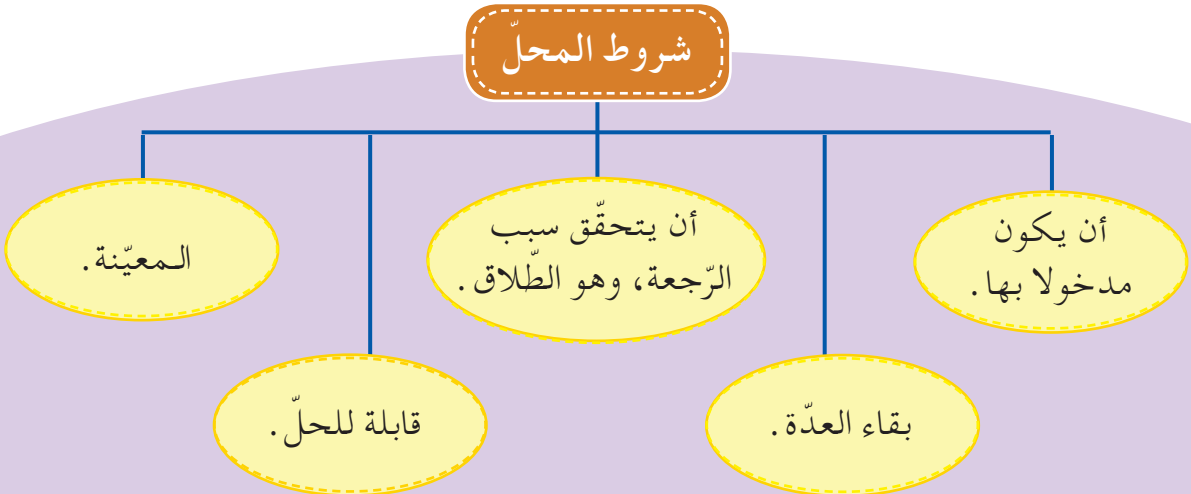 شروط المحلّ
أن يكون
مدخولا بها.
بقاء العدّة.
أن يتحقّق سبب
الرّجعة، وهو الطّلاق.
قابلة للحلّ.
المعيّنة.